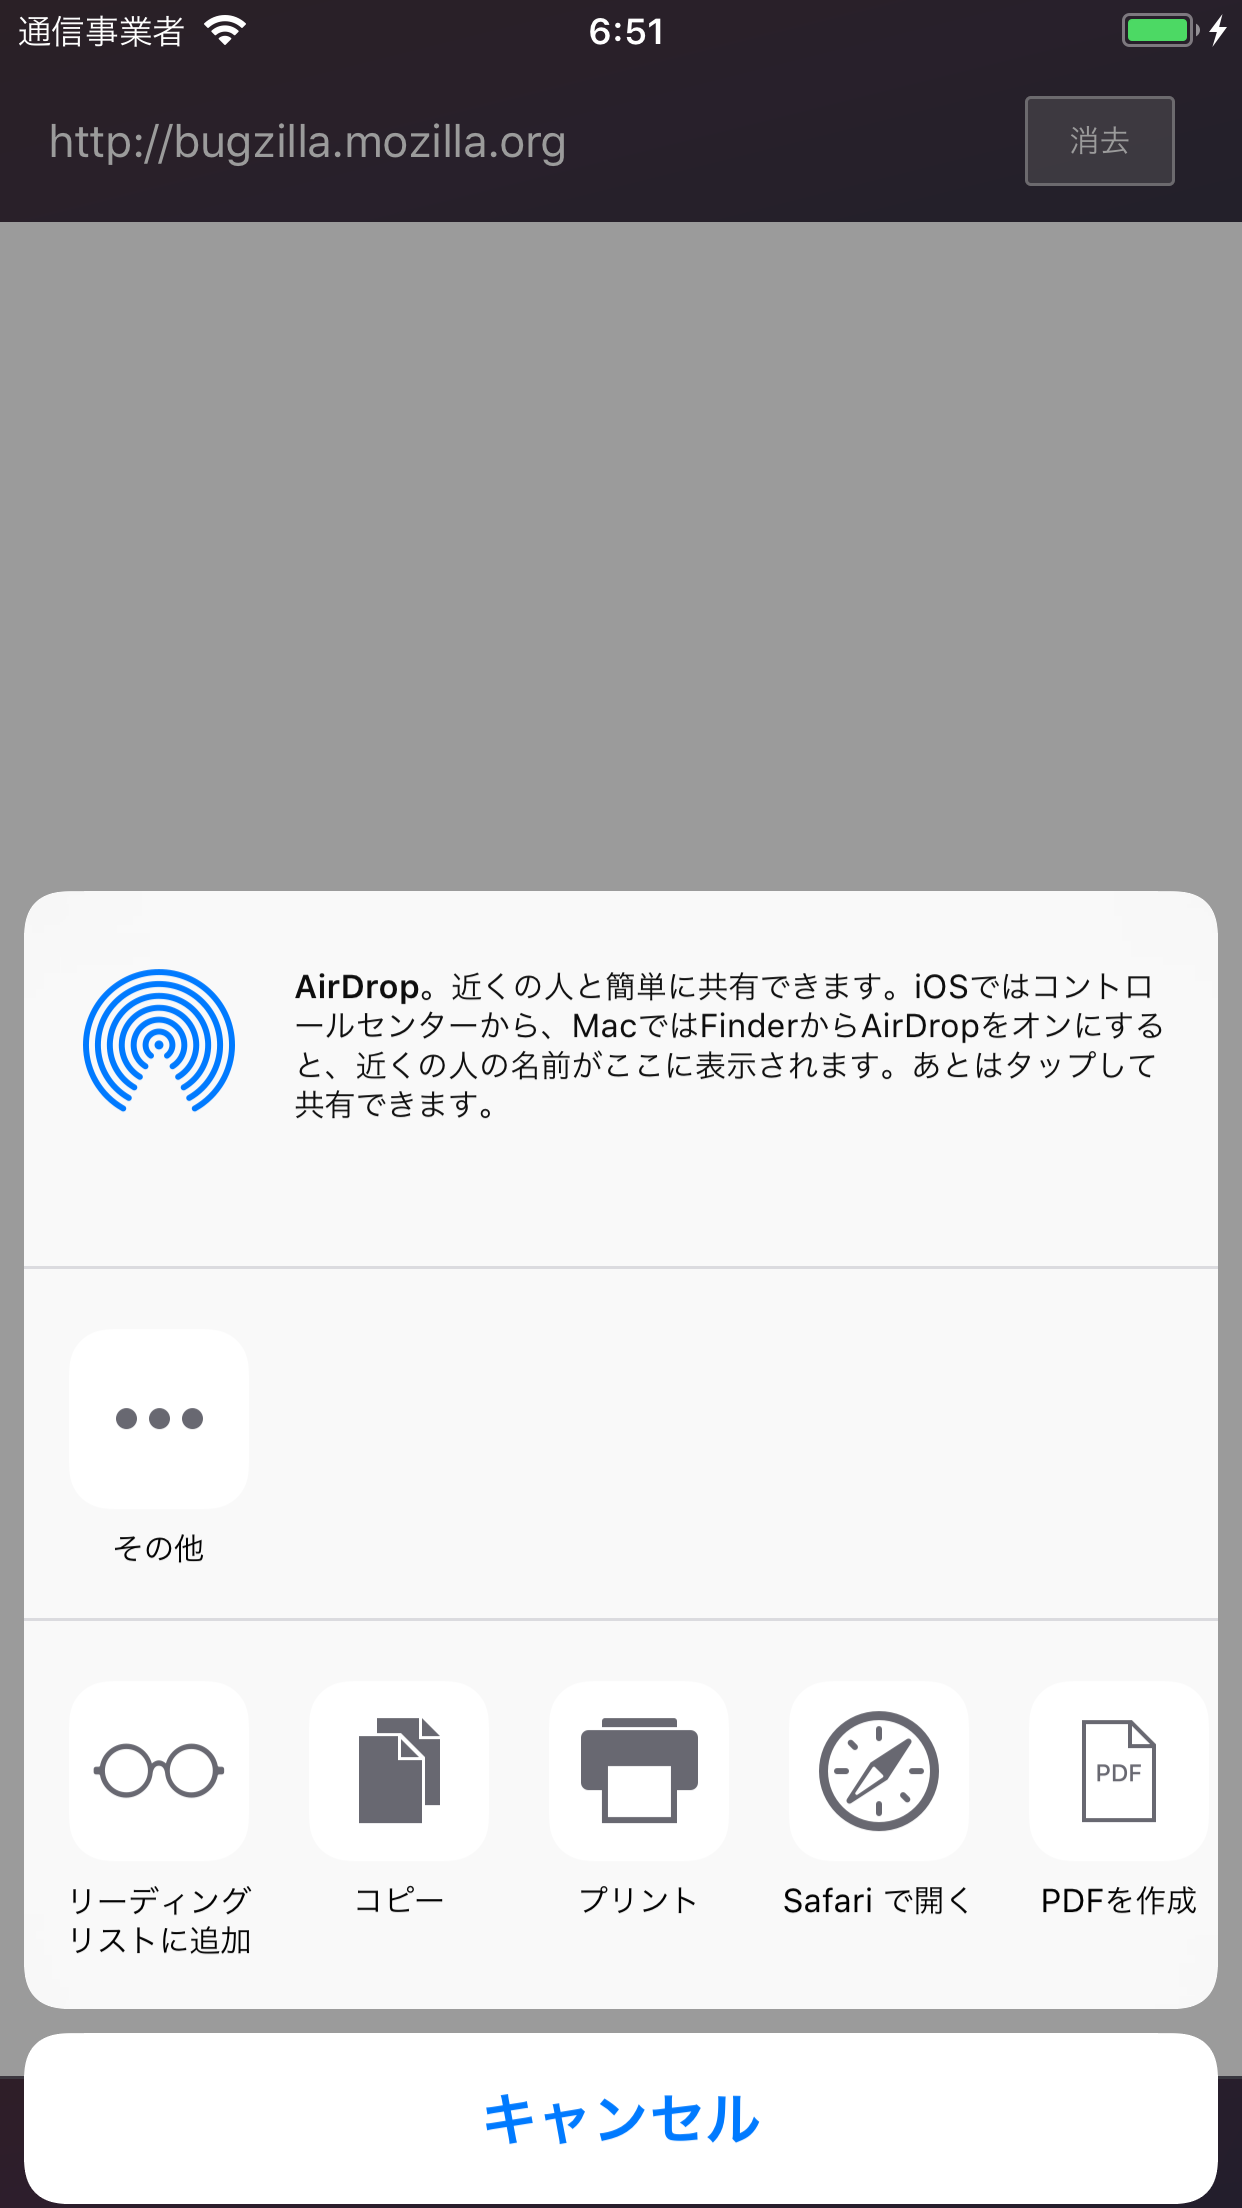 通信事業者 6:51
http://bugzilla.mozilla.org 消去
AirDrop。近くの人と簡単に共有できます。iOSではコントロ
ールセンターから、MacではFinderからAirDropをオンにする
と、近くの人の名前がここに表示されます。あとはタップして
共有できます。
その他
PDF
リーディング
リストに追加
コピー
プリント
Safari で開く
PDFを作成
キャンセル